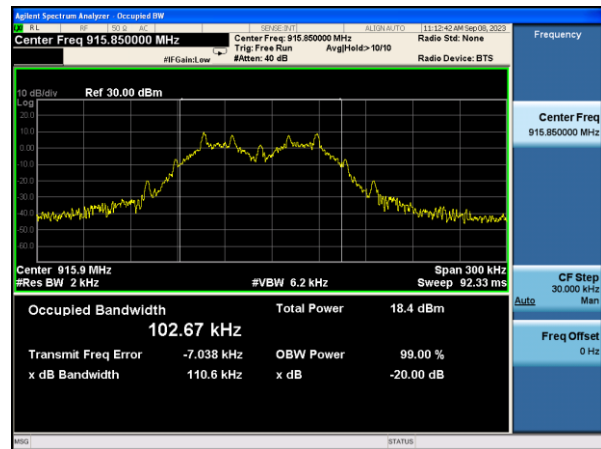 Agilent Spectrum Analyzer - Occupied BW
RL RF 50 Ω AC SENSE:INT ALIGN AUTO 11:12:42 AM Sep 08, 2023
Center Freq 915.850000 MHz
Center Freq: 915.850000 MHz
Radio Std: None
Trig: Free Run Avg|Hold:> 10/10
#IFGain:Low #Atten: 40 dB Radio Device: BTS
Frequency
10 dB/div Ref 30.00 dBm
Log
20.0
10.0
0.00
-10.0
-20.0
-30.0
-40.0
-50.0
-60.0
Center 915.9 MHz Span 300 kHz
#Res BW 2 kHz #VBW 6.2 kHz Sweep 92.33 ms
Occupied Bandwidth Total Power 18.4 dBm
102.67 kHz
Transmit Freq Error -7.038 kHz OBW Power 99.00 %
x dB Bandwidth 110.6 kHz x dB -20.00 dB
Center Freq
915.850000 MHz
CF Step
30.000 kHz
Auto Man
Freq Offset
0 Hz
MSG STATUS